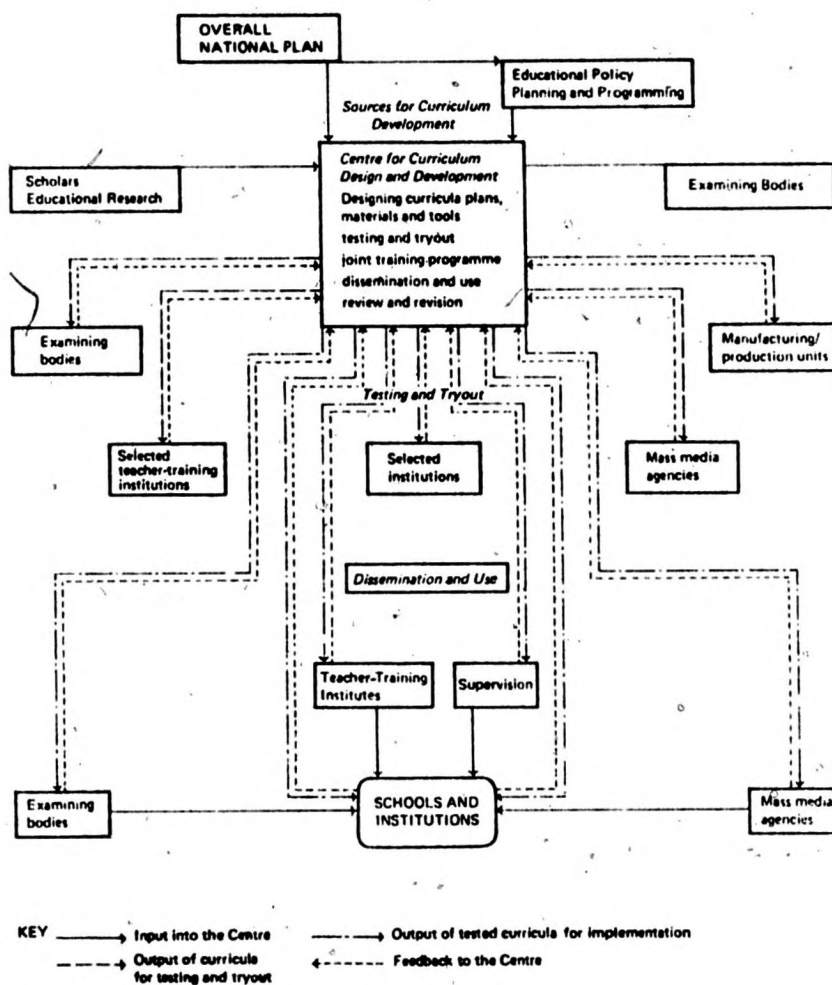 OVERALL
NATIONAL PLAN
Educational Policy
Planning and Programming
Sources for Curriculum
Development
Scholars
Educational Research
Centre for Curriculum
Design and Development
Designing curricula plans,
materials and tools
testing and tryout
joint training programme
dissemination and use
review and revision
Examining Bodies
Examining
bodies
Manufacturing/
production units
Testing and Tryout
Selected
teacher-training
institutions
Selected
institutions
Mass media
agencies
Dissemination and Use
Teacher-Training
Institutes
Supervision
Examining
bodies
SCHOOLS AND
INSTITUTIONS
Mass media
agencies
KEY
Input into the Centre
Output of tested curricula for implementation
Output of curricula
for testing and tryout
Feedback to the Centre